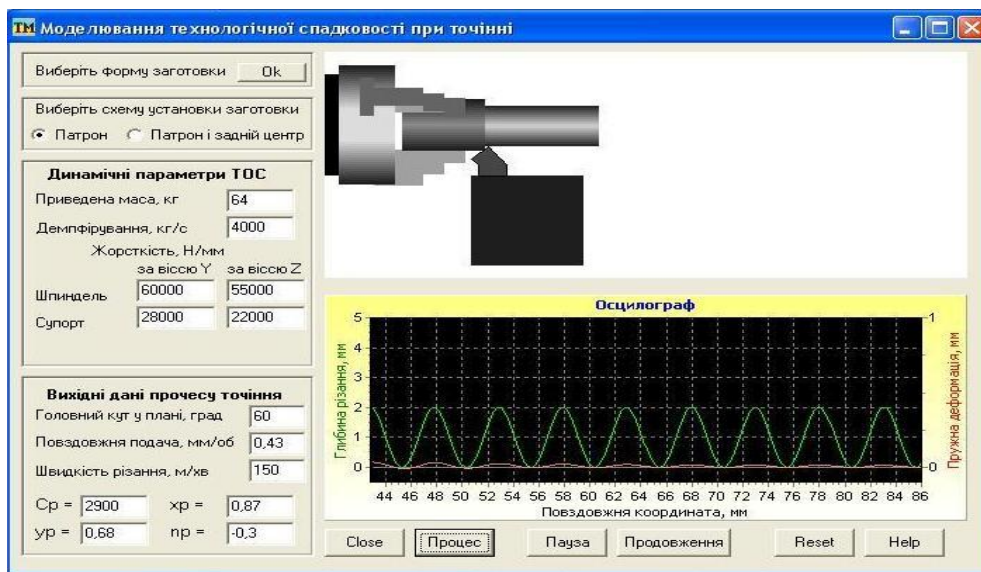 TM Моделювання технологічної спадковості при точінні
Виберіть форму заготовки Ok
Виберіть схему установки заготовки
Патрон Патрон і задній центр
Динамічні параметри ТОС
Приведена маса, кг 64
Демпфірування, кг/с 4000
Жорсткість, Н/мм
за віссю Y за віссю Z
Шпиндель 60000 55000
Супорт 28000 22000
Вихідні дані прочесу точіння
Головний кут у плані, град 60
Повздовжня подача, мм/об 0,43
Швидкість різання, м/хв 150
Cp = 2900 xp = 0,87
yp = 0,68 np = -0,3
Осцилограф
Глибина різання, мм
5
4
3
2
1
0
1
0
Пружна деформація, мм
44 46 48 50 52 54 56 58 60 62 64 66 68 70 72 74 76 78 80 82 84 86
Повздовжня координата, мм
Close Процес Пауза Продовження Reset Help